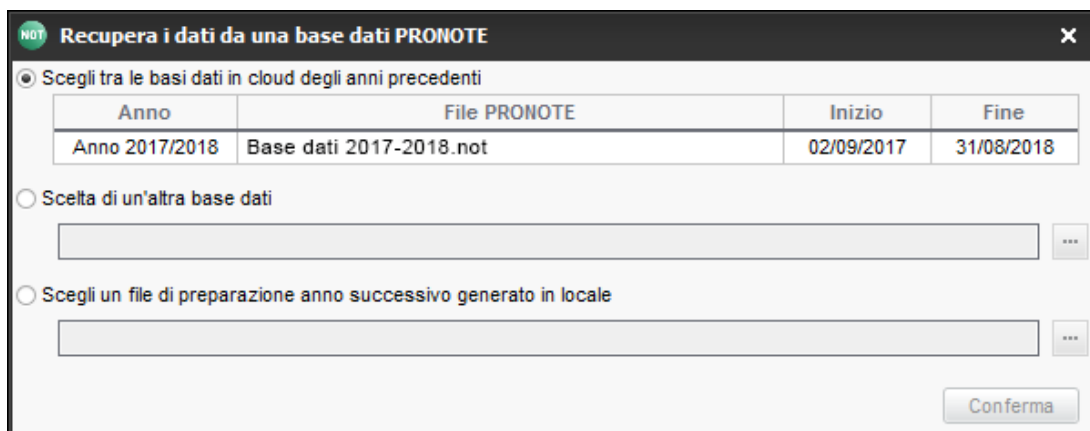 NOT Recupera i dati da una base dati PRONOTE
Scegli tra le basi dati in cloud degli anni precedenti
Anno File PRONOTE Inizio Fine
Anno 2017/2018 Base dati 2017-2018.not 02/09/2017 31/08/2018
Scelta di un'altra base dati
...
Scegli un file di preparazione anno successivo generato in locale
...
Conferma